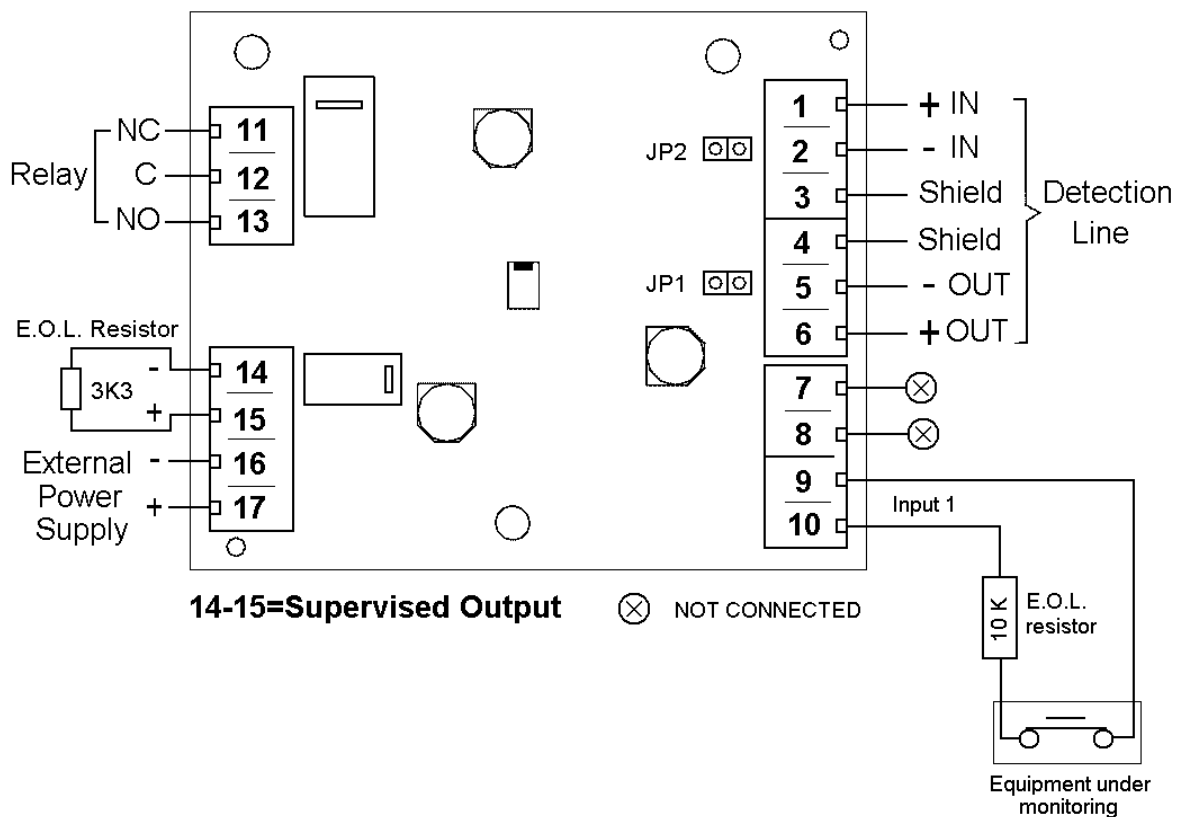 Relay
NC
C
NO
11
12
13
E.O.L. Resistor
3K3
-
+
14
15
External
Power
Supply
-
+
16
17
JP2
JP1
1
2
3
4
5
6
7
8
9
10
+ IN
- IN
Shield
Shield
- OUT
+ OUT
Detection
Line
Input 1
10 K
E.O.L.
resistor
Equipment under
monitoring
14-15=Supervised Output
NOT CONNECTED